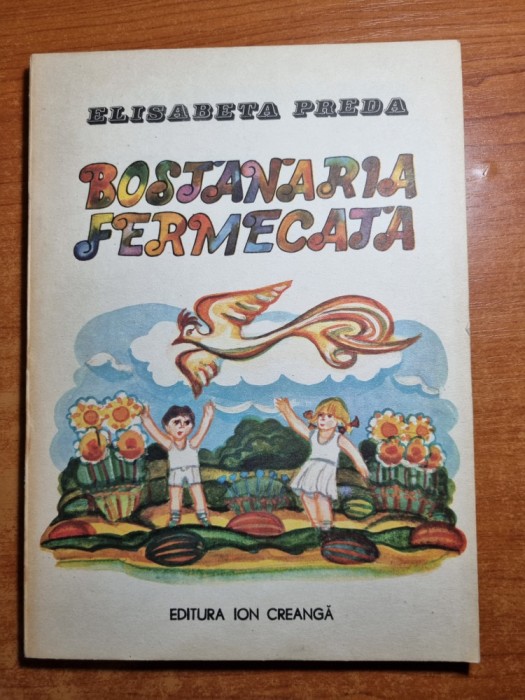 ELISABETA PREDA
BOSTANARIA
FERMECATA
EDITURA ION CREANGĂ